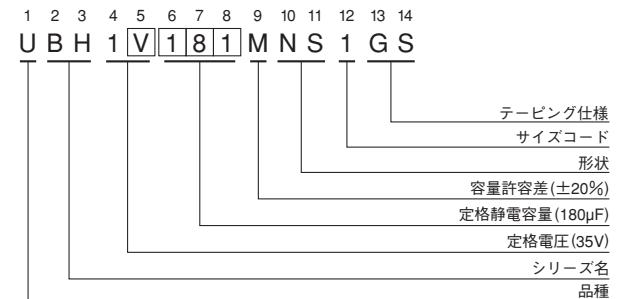 1 2 3 4 5 6 7 8 9 10 11 12 13 14
U B H 1 V 1 8 1 M N S 1 G S
テーピング仕様
サイズコード
形状
容量許容差(±20%)
定格静電容量(180µF)
定格電圧(35V)
シリーズ名
品種